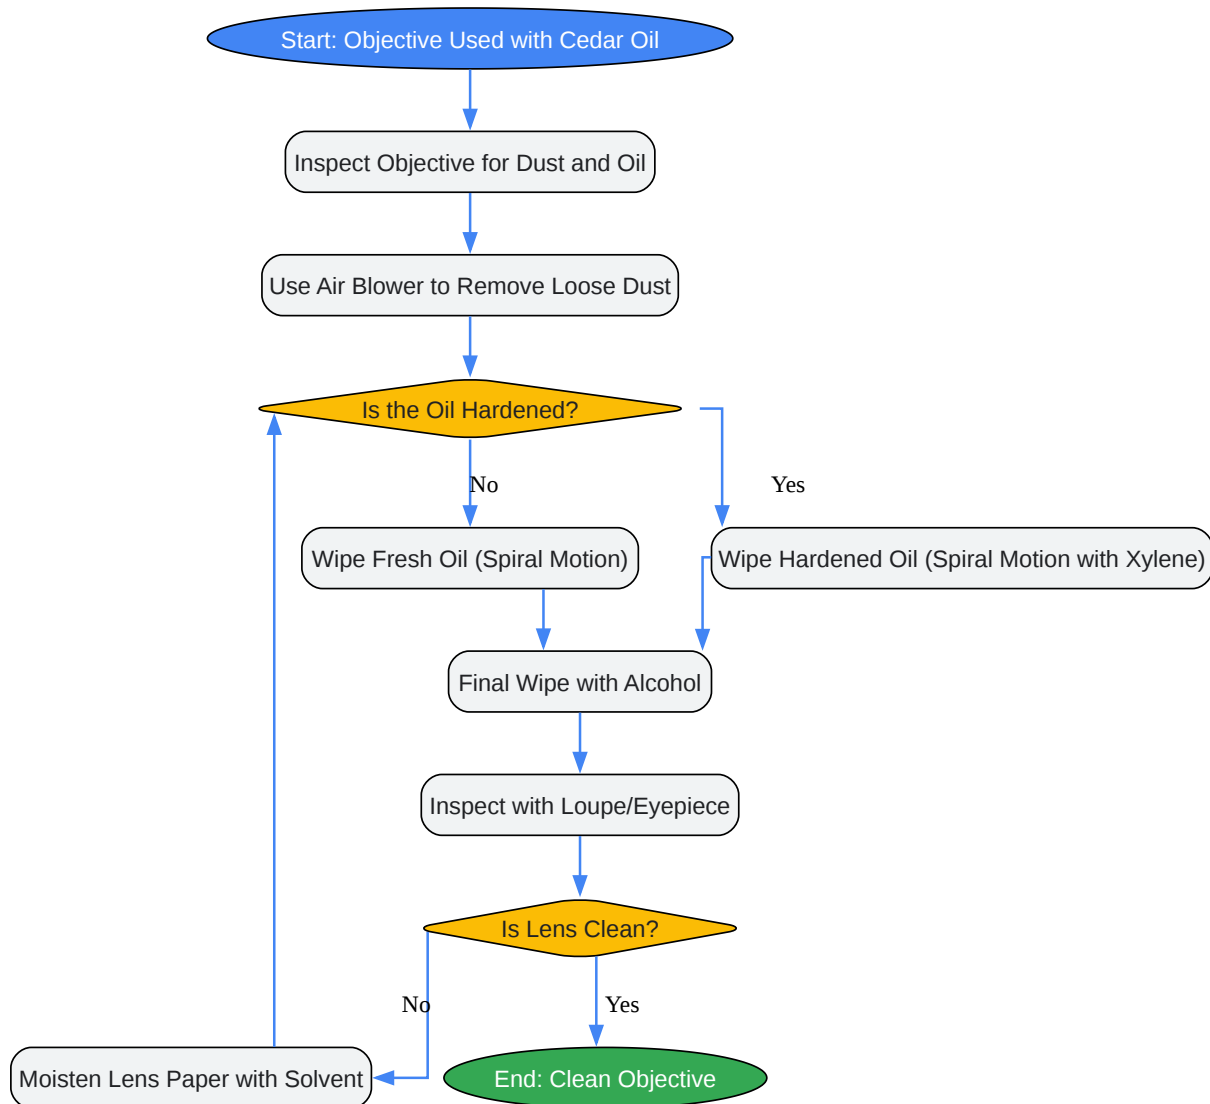 Start: Objective Used with Cedar Oil
Inspect Objective for Dust and Oil
Use Air Blower to Remove Loose Dust
Is the Oil Hardened?
No
Yes
Wipe Fresh Oil (Spiral Motion)
Wipe Hardened Oil (Spiral Motion with Xylene)
Final Wipe with Alcohol
Inspect with Loupe/Eyepiece
Is Lens Clean?
No
Yes
Moisten Lens Paper with Solvent
End: Clean Objective